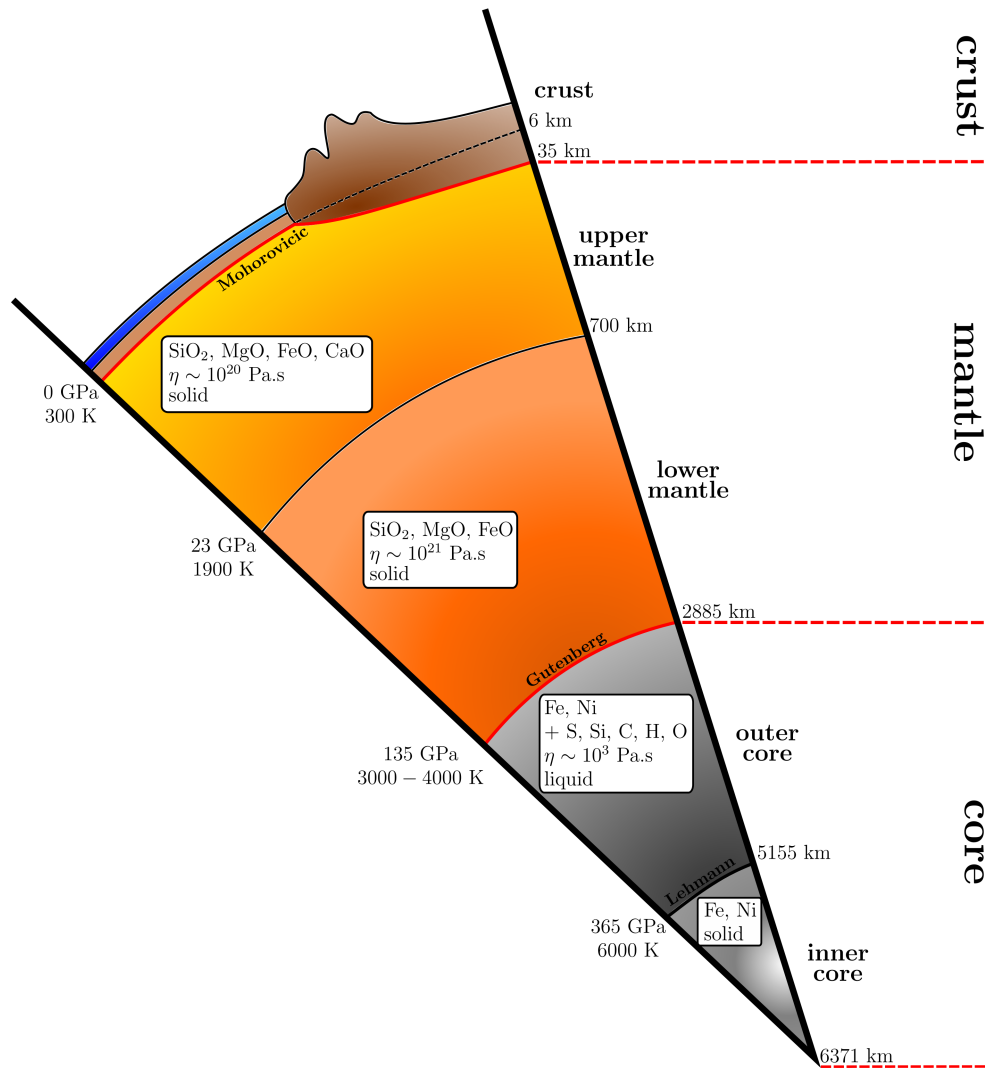 crust
crust
6 km
35 km
Mohorovicic
upper
mantle
700 km
SiO₂, MgO, FeO, CaO
η ∼ 10²⁰ Pa.s
solid
0 GPa
300 K
mantle
lower
mantle
SiO₂, MgO, FeO
η ∼ 10²¹ Pa.s
solid
23 GPa
1900 K
2885 km
Gutenberg
Fe, Ni
+ S, Si, C, H, O
η ∼ 10³ Pa.s
liquid
outer
core
135 GPa
3000 − 4000 K
core
5155 km
Lehmann
Fe, Ni
solid
365 GPa
6000 K
inner
core
6371 km